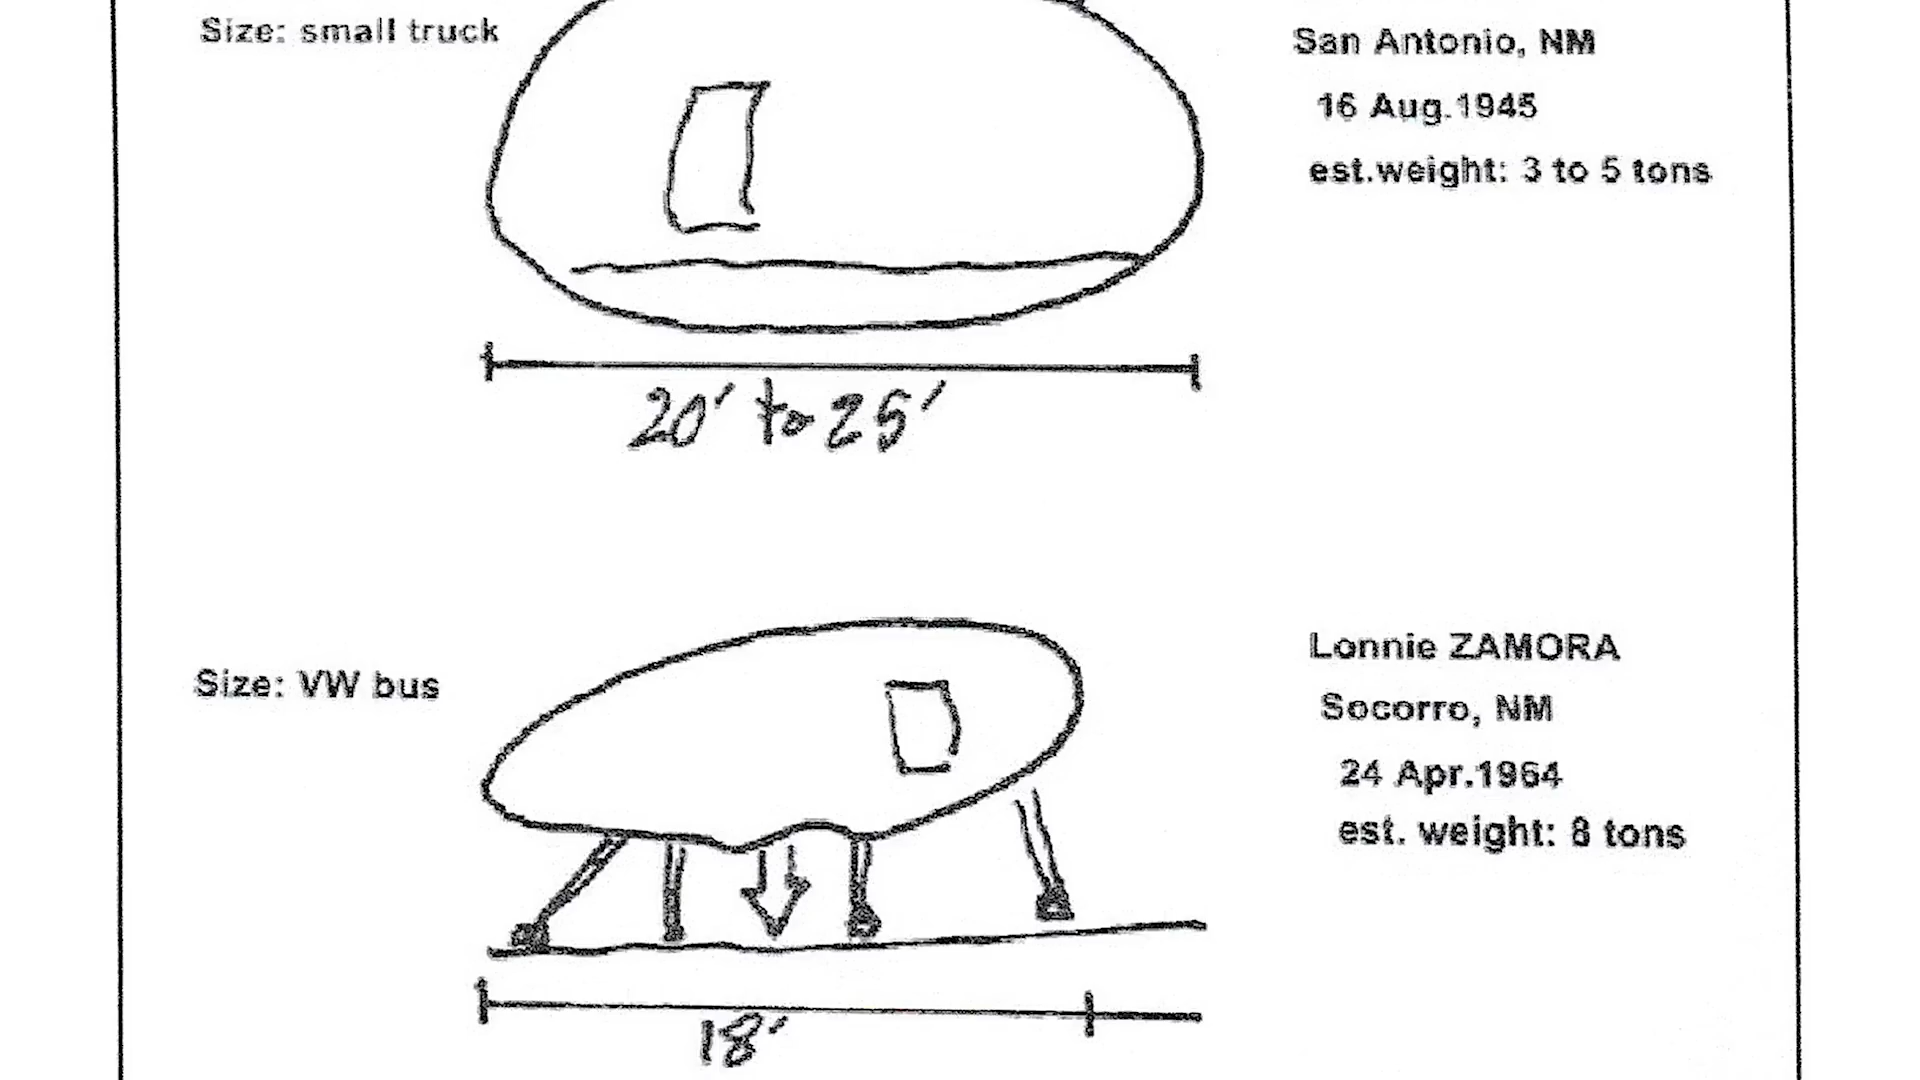 Size: small truck
San Antonio, NM
16 Aug.1945
est.weight: 3 to 5 tons
20' to 25'
Size: VW bus
Lonnie ZAMORA
Socorro, NM
24 Apr.1964
est. weight: 8 tons
18'